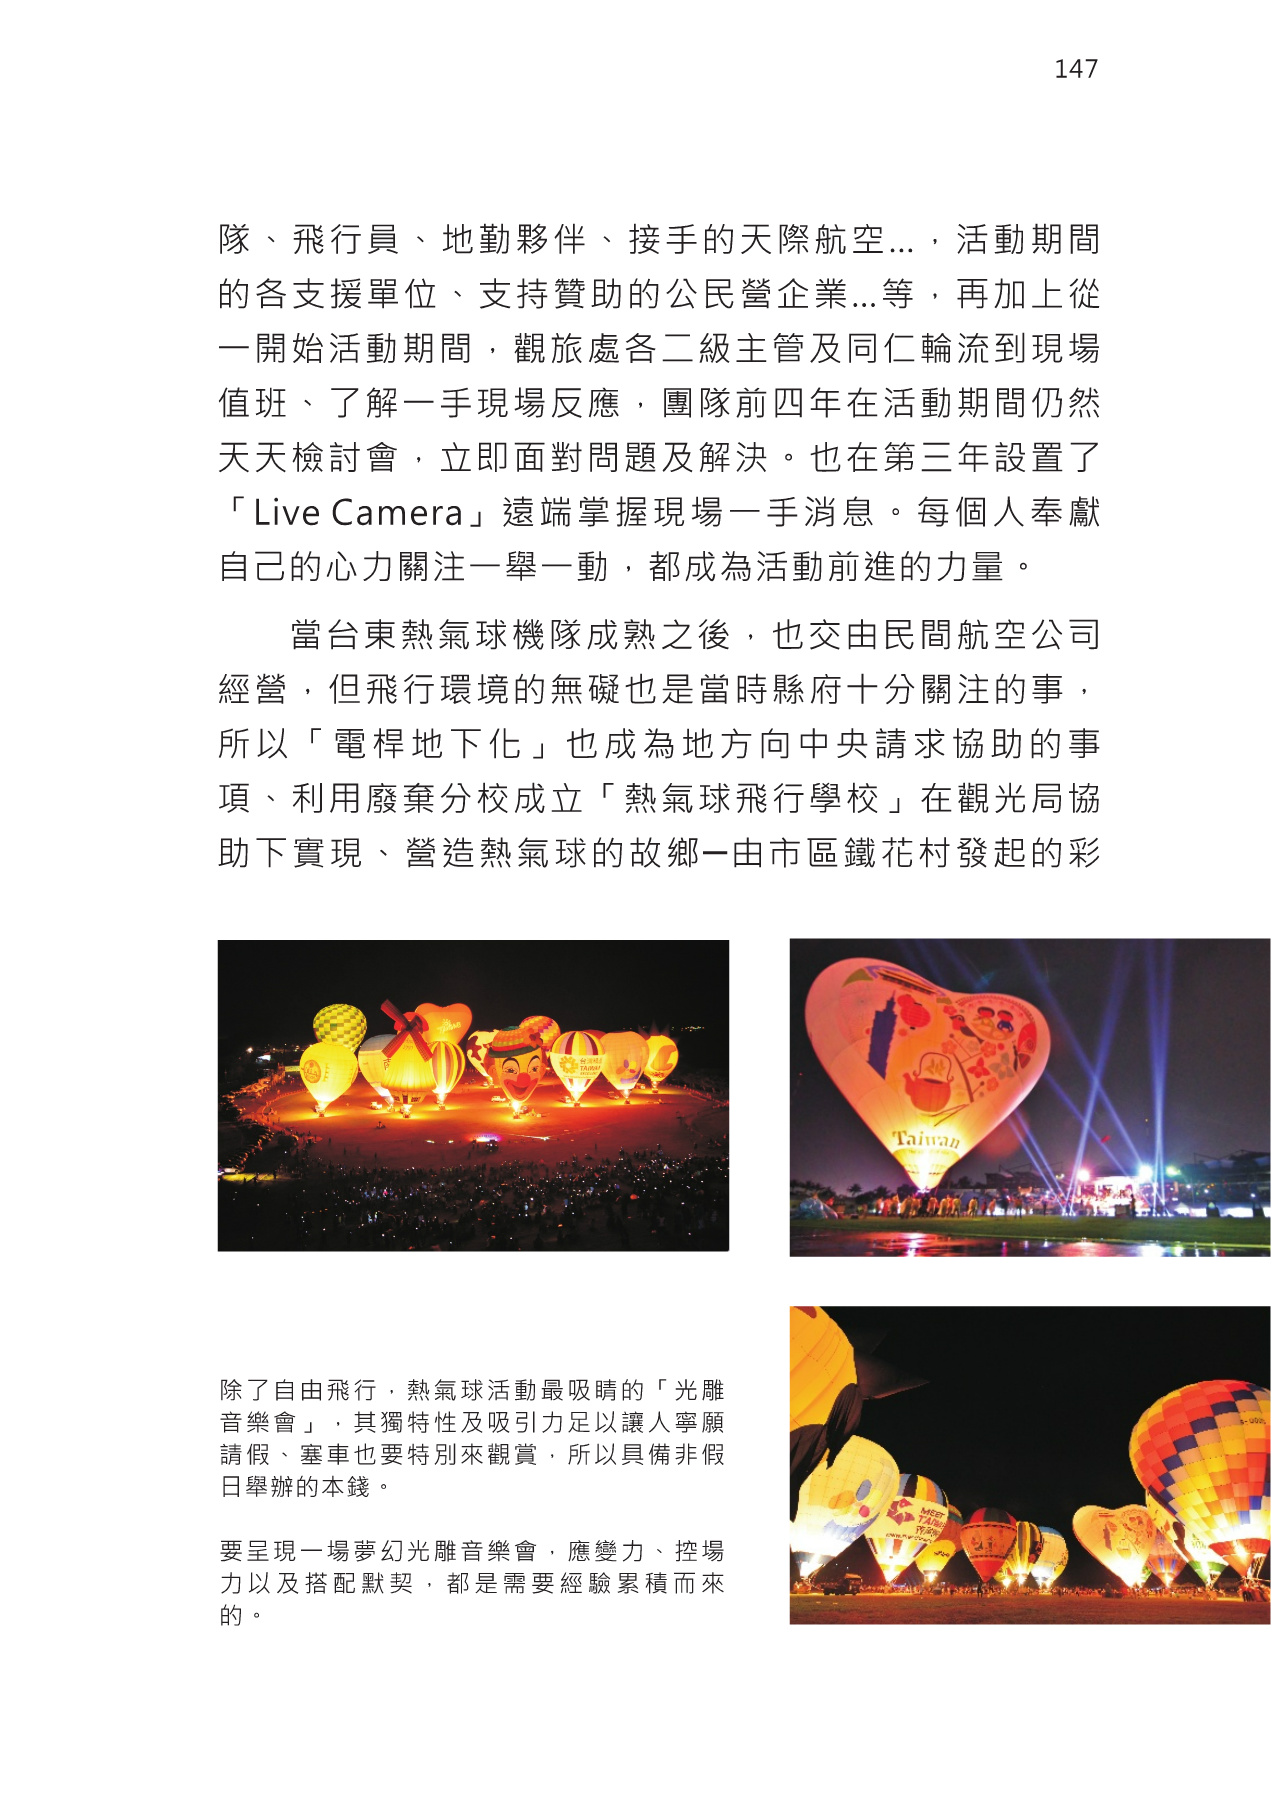 147
隊、飛行員、地勤夥伴、接手的天際航空…，活動期間
的各支援單位、支持贊助的公民營企業…等，再加上從
一開始活動期間，觀旅處各二級主管及同仁輪流到現場
值班、了解一手現場反應，團隊前四年在活動期間仍然
天天檢討會，立即面對問題及解決。也在第三年設置了
「Live Camera」遠端掌握現場一手消息。每個人奉獻
自己的心力關注一舉一動，都成為活動前進的力量。
當台東熱氣球機隊成熟之後，也交由民間航空公司
經營，但飛行環境的無礙也是當時縣府十分關注的事，
所以「電桿地下化」也成為地方向中央請求協助的事
項、利用廢棄分校成立「熱氣球飛行學校」在觀光局協
助下實現、營造熱氣球的故鄉─由市區鐵花村發起的彩
Taiwan
MEET
TAIWAN
除了自由飛行，熱氣球活動最吸睛的「光雕
音樂會」，其獨特性及吸引力足以讓人寧願
請假、塞車也要特別來觀賞，所以具備非假
日舉辦的本錢。
要呈現一場夢幻光雕音樂會，應變力、控場
力以及搭配默契，都是需要經驗累積而來
的。